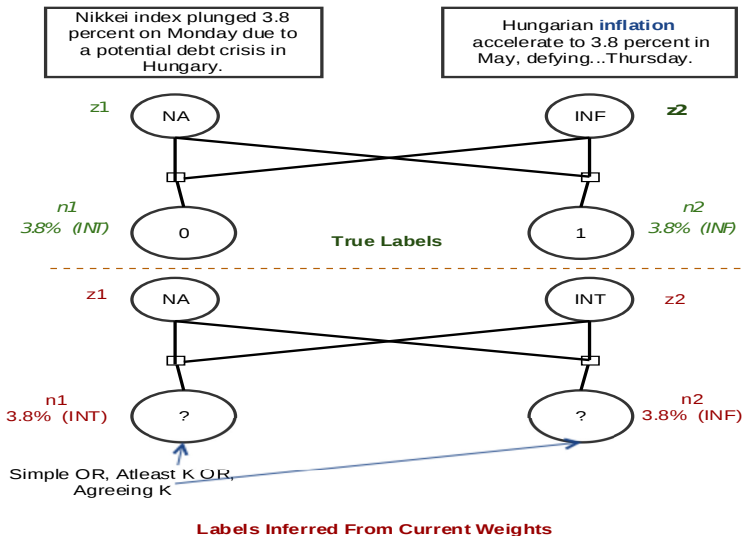 Nikkei index plunged 3.8
percent on Monday due to
a potential debt crisis in
Hungary.
Hungarian inflation
accelerate to 3.8 percent in
May, defying...Thursday.
z1
NA
INF
z2
n1
3.8% (INT)
0
True Labels
1
n2
3.8% (INF)
z1
NA
INT
z2
n1
3.8% (INT)
?
?
n2
3.8% (INF)
Simple OR, Atleast K OR,
Agreeing K
Labels Inferred From Current Weights